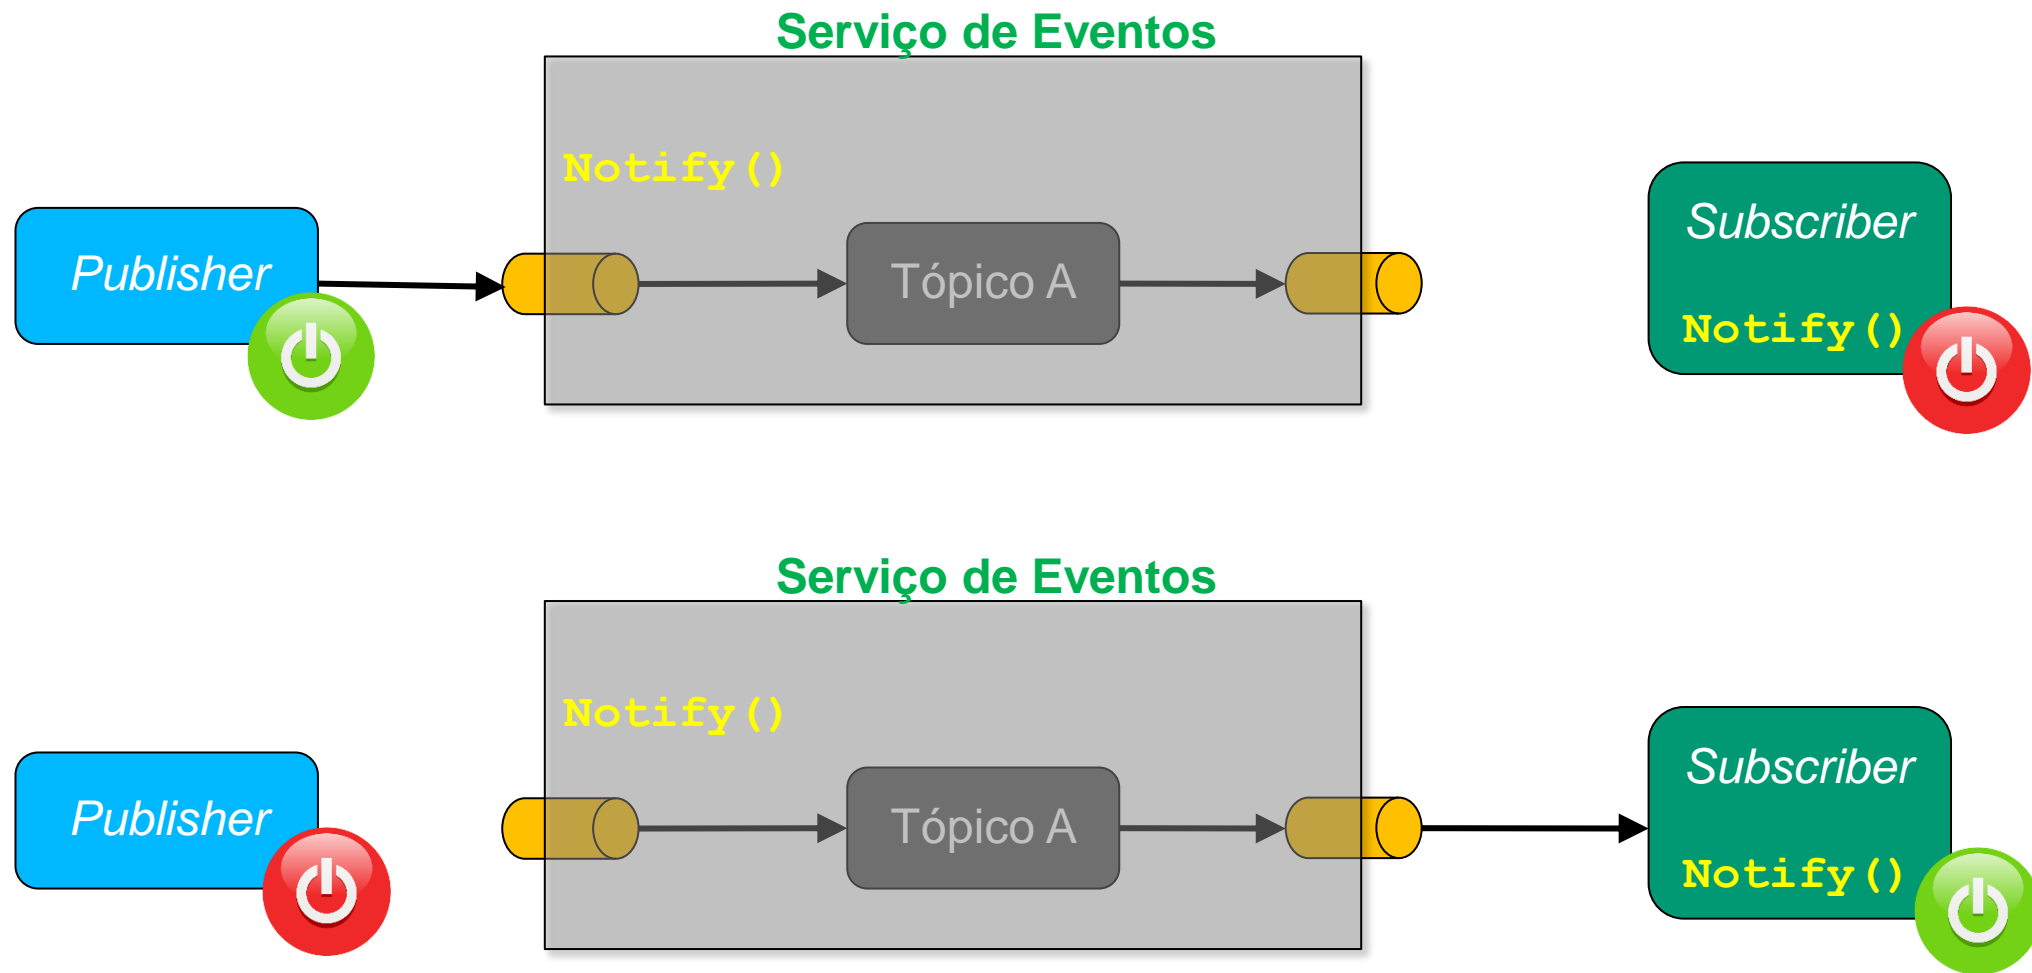 Serviço de Eventos
Notify()
Publisher
Tópico A
Subscriber
Notify()
Serviço de Eventos
Notify()
Publisher
Tópico A
Subscriber
Notify()